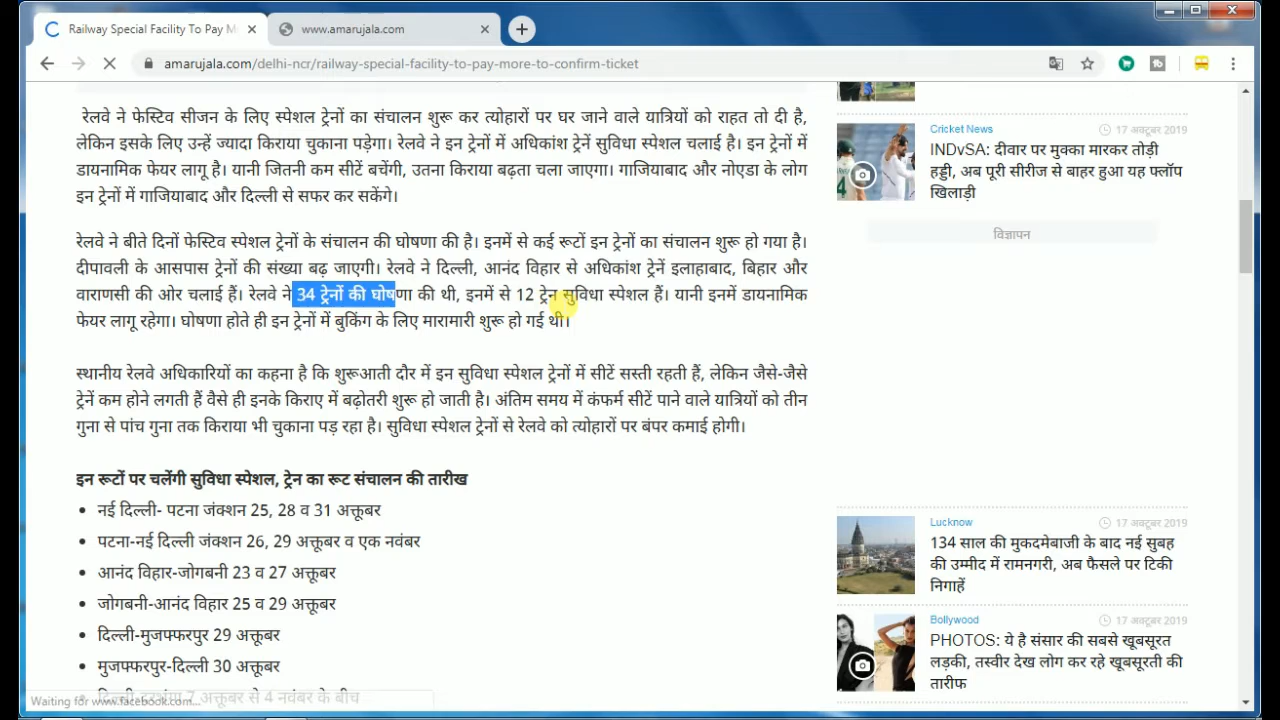 Railway Special Facility To Pay M
www.amarujala.com
amarujala.com/delhi-ncr/railway-special-facility-to-pay-more-to-confirm-ticket
रेलवे ने फेस्टिव सीजन के लिए स्पेशल ट्रेनों का संचालन शुरू कर त्योहारों पर घर जाने वाले यात्रियों को राहत तो दी है,
लेकिन इसके लिए उन्हें ज्यादा किराया चुकाना पड़ेगा। रेलवे ने इन ट्रेनों में अधिकांश ट्रेनें सुविधा स्पेशल चलाई है। इन ट्रेनों में
डायनामिक फेयर लागू है। यानी जितनी कम सीटें बचेंगी, उतना किराया बढ़ता चला जाएगा। गाजियाबाद और नोएडा के लोग
इन ट्रेनों में गाजियाबाद और दिल्ली से सफर कर सकेंगे।
रेलवे ने बीते दिनों फेस्टिव स्पेशल ट्रेनों के संचालन की घोषणा की है। इनमें से कई रूटों इन ट्रेनों का संचालन शुरू हो गया है।
दीपावली के आसपास ट्रेनों की संख्या बढ़ जाएगी। रेलवे ने दिल्ली, आनंद विहार से अधिकांश ट्रेनें इलाहाबाद, बिहार और
वाराणसी की ओर चलाई हैं। रेलवे ने 34 ट्रेनों की घोषणा की थी, इनमें से 12 ट्रेन सुविधा स्पेशल हैं। यानी इनमें डायनामिक
फेयर लागू रहेगा। घोषणा होते ही इन ट्रेनों में बुकिंग के लिए मारामारी शुरू हो गई थी।
स्थानीय रेलवे अधिकारियों का कहना है कि शुरूआती दौर में इन सुविधा स्पेशल ट्रेनों में सीटें सस्ती रहती हैं, लेकिन जैसे-जैसे
ट्रेनें कम होने लगती हैं वैसे ही इनके किराए में बढ़ोतरी शुरू हो जाती है। अंतिम समय में कंफर्म सीटें पाने वाले यात्रियों को तीन
गुना से पांच गुना तक किराया भी चुकाना पड़ रहा है। सुविधा स्पेशल ट्रेनों से रेलवे को त्योहारों पर बंपर कमाई होगी।
इन रूटों पर चलेंगी सुविधा स्पेशल, ट्रेन का रूट संचालन की तारीख
• नई दिल्ली- पटना जंक्शन 25, 28 व 31 अक्तूबर
• पटना-नई दिल्ली जंक्शन 26, 29 अक्तूबर व एक नवंबर
• आनंद विहार-जोगबनी 23 व 27 अक्तूबर
• जोगबनी-आनंद विहार 25 व 29 अक्तूबर
• दिल्ली-मुजफ्फरपुर 29 अक्तूबर
• मुजफ्फरपुर-दिल्ली 30 अक्तूबर
• दिल्ली-दरभंगा 7 अक्तूबर से 4 नवंबर के बीच
Waiting for www.facebook.com...
Cricket News
17 अक्टूबर 2019
INDvSA: दीवार पर मुक्का मारकर तोड़ी
हड्डी, अब पूरी सीरीज से बाहर हुआ यह फ्लॉप
खिलाड़ी
विज्ञापन
Lucknow
17 अक्टूबर 2019
134 साल की मुकदमेबाजी के बाद नई सुबह
की उम्मीद में रामनगरी, अब फैसले पर टिकी
निगाहें
Bollywood
17 अक्टूबर 2019
PHOTOS: ये है संसार की सबसे खूबसूरत
लड़की, तस्वीर देख लोग कर रहे खूबसूरती की
तारीफ